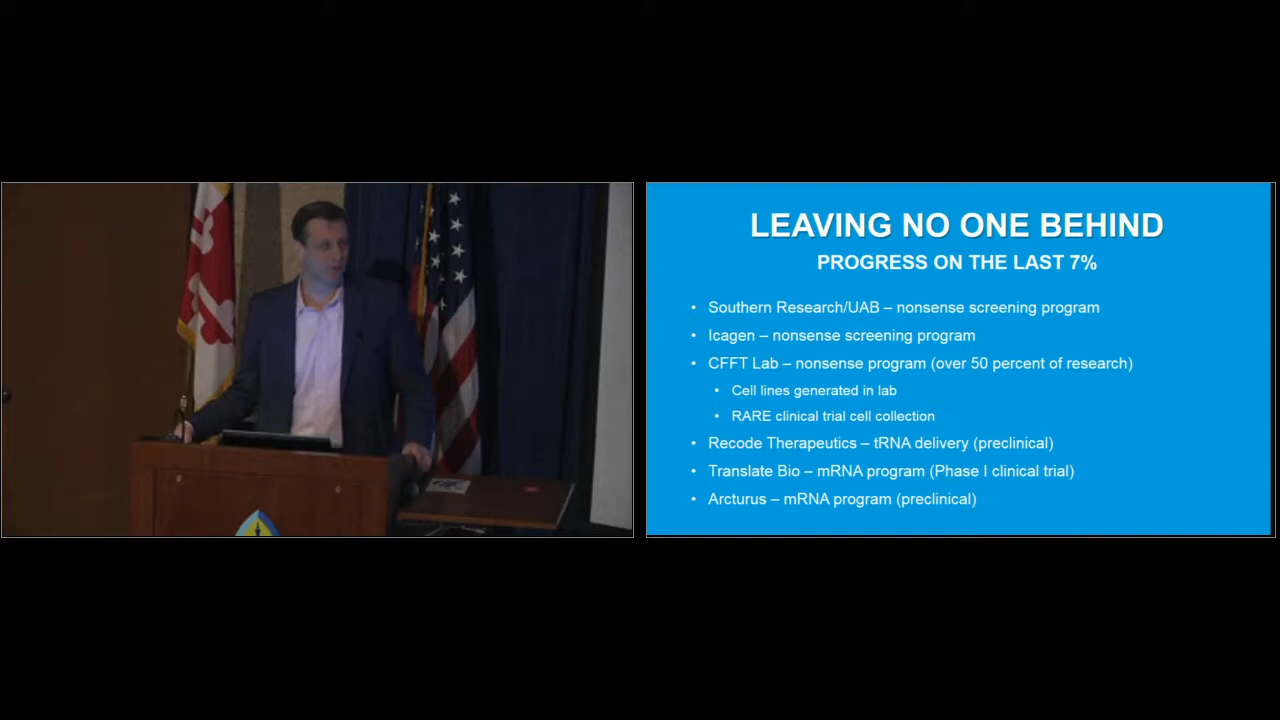 LEAVING NO ONE BEHIND
PROGRESS ON THE LAST 7%
• Southern Research/UAB – nonsense screening program
• Icagen – nonsense screening program
• CFFT Lab – nonsense program (over 50 percent of research)
• Cell lines generated in lab
• RARE clinical trial cell collection
• Recode Therapeutics – tRNA delivery (preclinical)
• Translate Bio – mRNA program (Phase I clinical trial)
• Arcturus – mRNA program (preclinical)